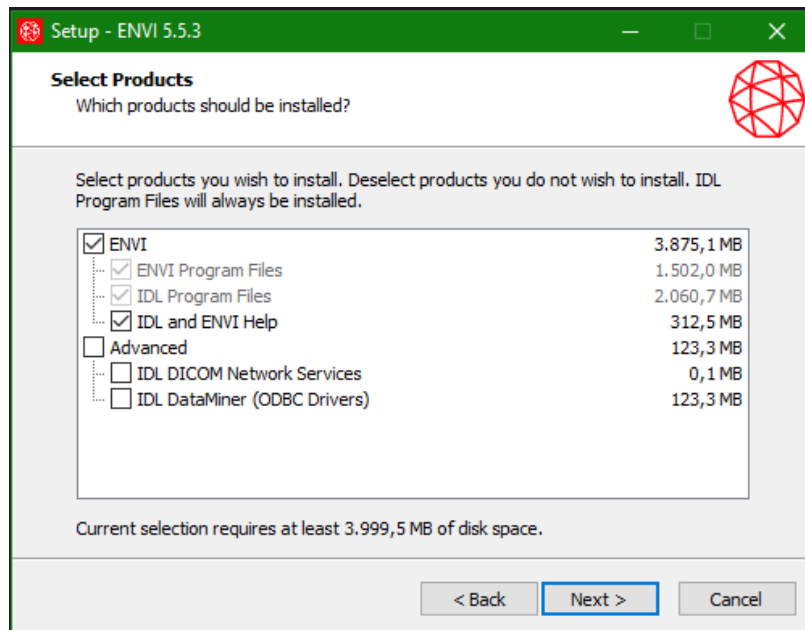 Setup - ENVI 5.5.3
Select Products
Which products should be installed?
Select products you wish to install. Deselect products you do not wish to install. IDL
Program Files will always be installed.
ENVI 3.875,1 MB
ENVI Program Files 1.502,0 MB
IDL Program Files 2.060,7 MB
IDL and ENVI Help 312,5 MB
Advanced 123,3 MB
IDL DICOM Network Services 0,1 MB
IDL DataMiner (ODBC Drivers) 123,3 MB
Current selection requires at least 3.999,5 MB of disk space.
< Back Next > Cancel